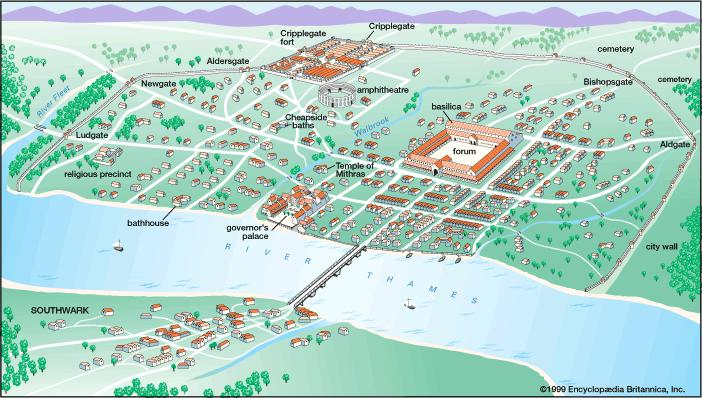 Cripplegate
Cripplegate
fort
Aldersgate
cemetery
Newgate
Bishopsgate
cemetery
River Fleet
amphitheatre
basilica
Cheapside
baths
Walbrook
Ludgate
Aldgate
forum
Temple of
Mithras
religious precinct
bathhouse
governor's
palace
city wall
RIVER THAMES
SOUTHWARK
©1999 Encyclopædia Britannica, Inc.